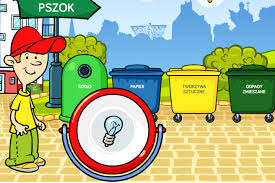 PSZOK
SZKŁO
PAPIER
TWORZYWA
SZTUCZNE
ODPADY
ZMIESZANE